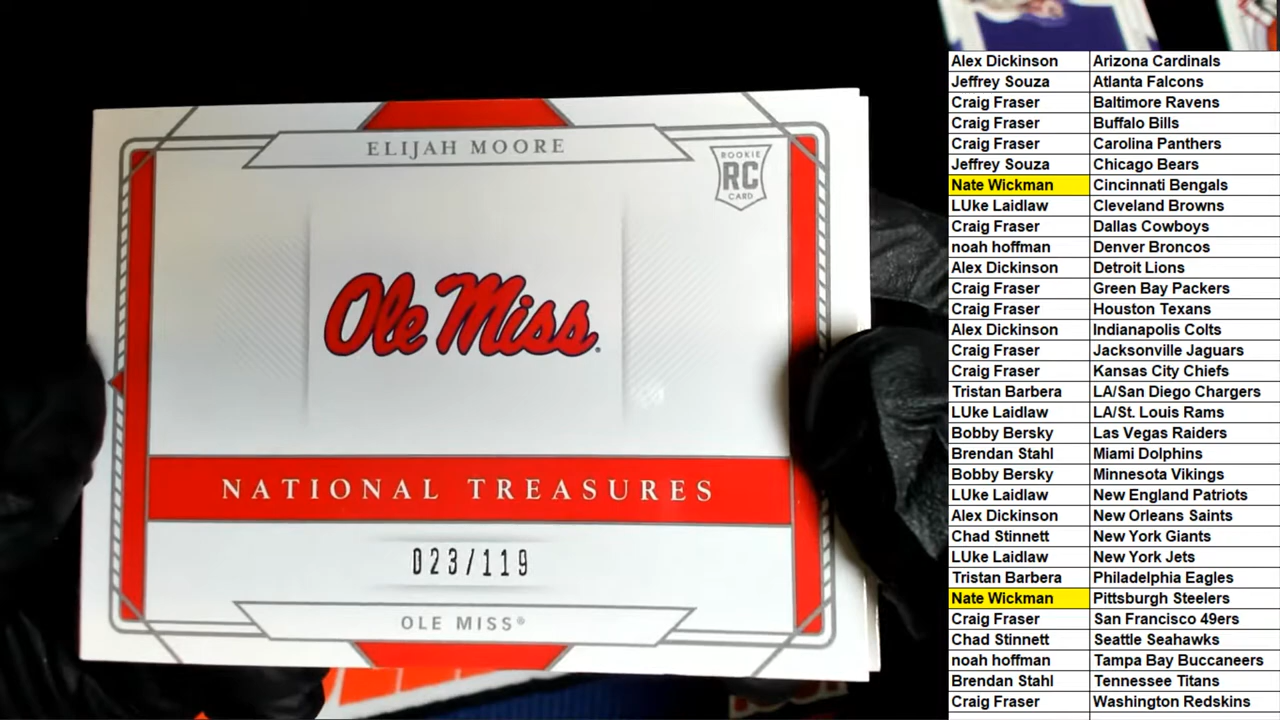 ELIJAH MOORE
ROOKIE
RC
CARD
Ole Miss
NATIONAL TREASURES
023/119
OLE MISS®
Alex Dickinson Arizona Cardinals
Jeffrey Souza Atlanta Falcons
Craig Fraser Baltimore Ravens
Craig Fraser Buffalo Bills
Craig Fraser Carolina Panthers
Jeffrey Souza Chicago Bears
Nate Wickman Cincinnati Bengals
LUke Laidlaw Cleveland Browns
Craig Fraser Dallas Cowboys
noah hoffman Denver Broncos
Alex Dickinson Detroit Lions
Craig Fraser Green Bay Packers
Craig Fraser Houston Texans
Alex Dickinson Indianapolis Colts
Craig Fraser Jacksonville Jaguars
Craig Fraser Kansas City Chiefs
Tristan Barbera LA/San Diego Chargers
LUke Laidlaw LA/St. Louis Rams
Bobby Bersky Las Vegas Raiders
Brendan Stahl Miami Dolphins
Bobby Bersky Minnesota Vikings
LUke Laidlaw New England Patriots
Alex Dickinson New Orleans Saints
Chad Stinnett New York Giants
LUke Laidlaw New York Jets
Tristan Barbera Philadelphia Eagles
Nate Wickman Pittsburgh Steelers
Craig Fraser San Francisco 49ers
Chad Stinnett Seattle Seahawks
noah hoffman Tampa Bay Buccaneers
Brendan Stahl Tennessee Titans
Craig Fraser Washington Redskins